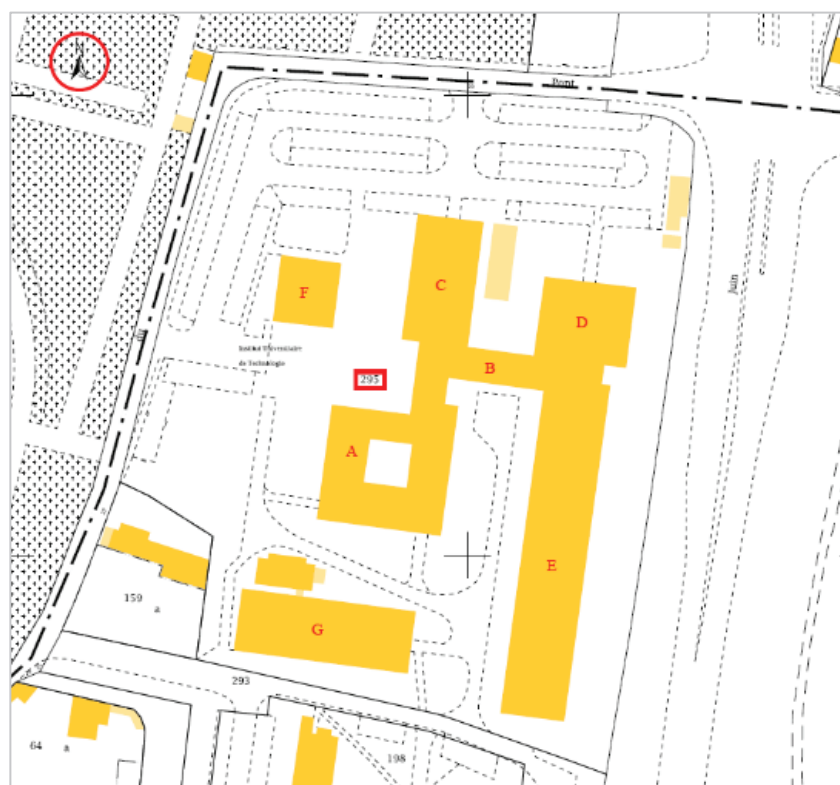 Pont
C
Juin
F
D
Institut Universitaire
de Technologie
B
295
A
E
159
a
G
293
64
a
198